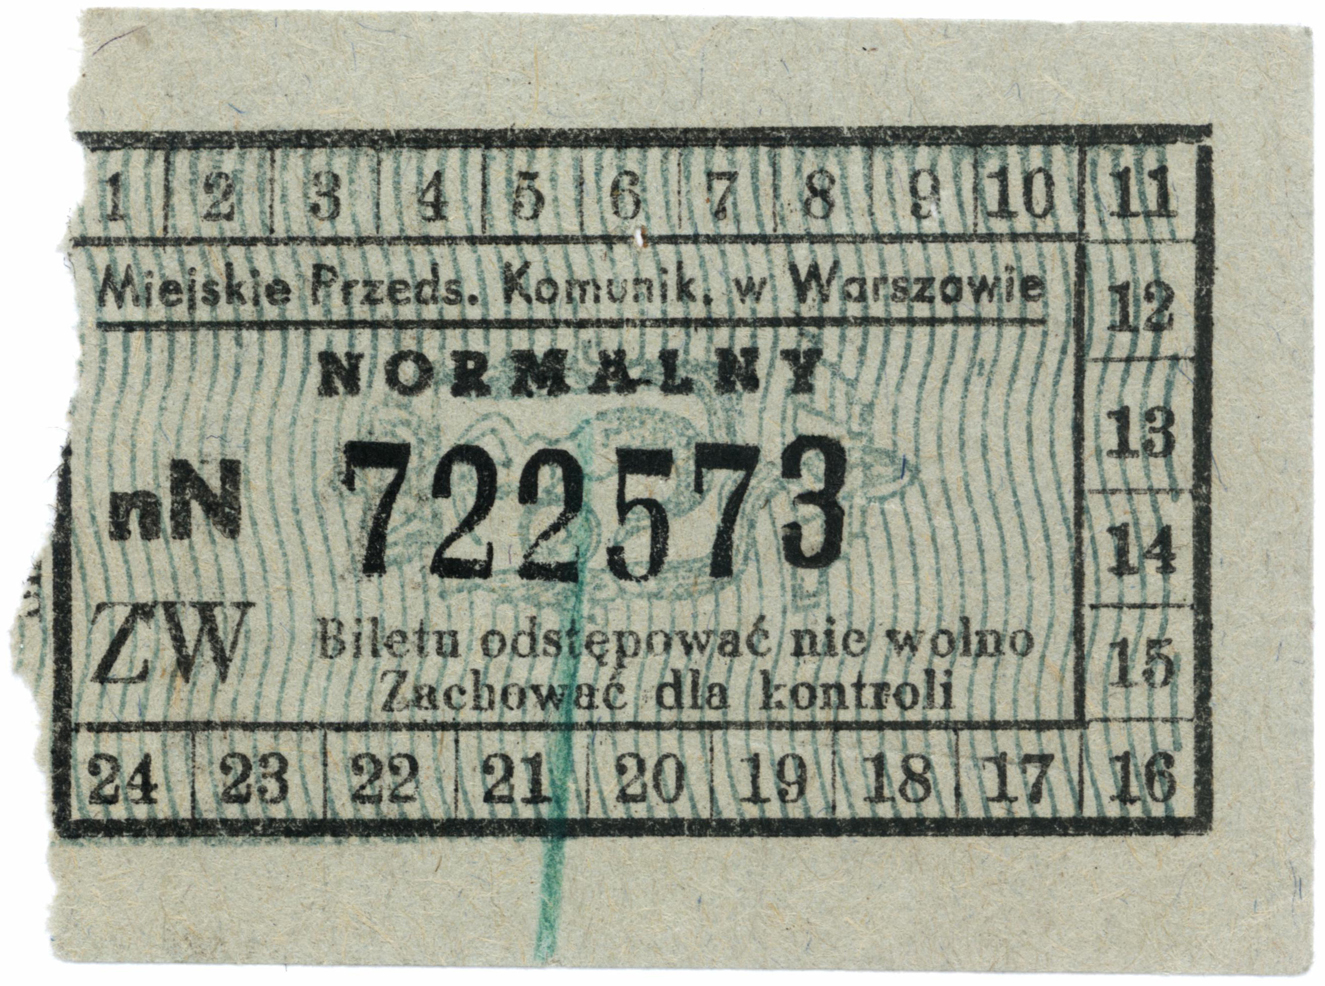 1 2 3 4 5 6 7 8 9 10 11
Miejskie Przeds. Komunik. w Warszawie
12
NORMALNY
13
nN 722573
14
ZW Biletu odstępować nie wolno
Zachować dla kontroli
15
24 23 22 21 20 19 18 17 16